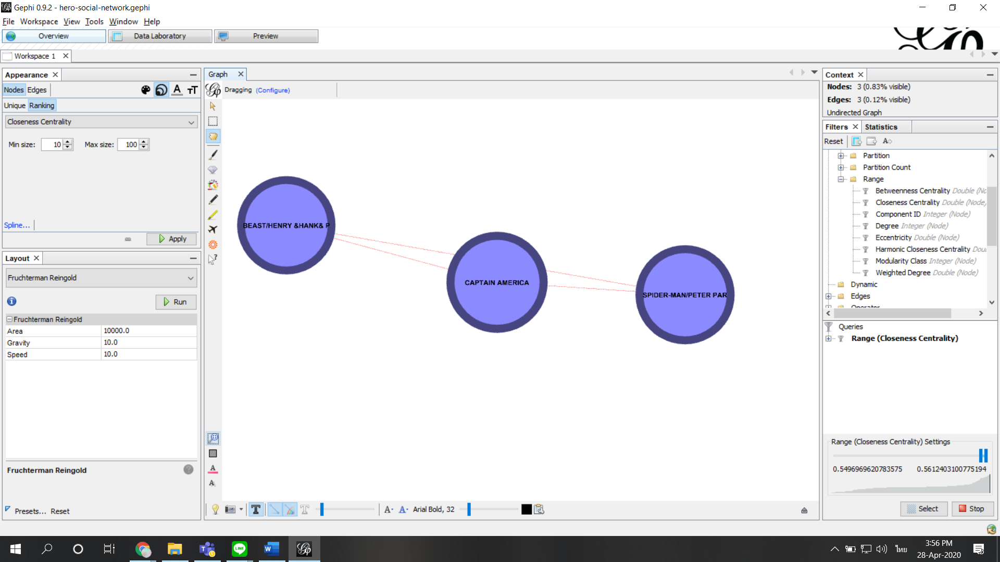 Gephi 0.9.2 - hero-social-network.gephi
File Workspace View Tools Window Help
Overview Data Laboratory Preview
Workspace 1
Appearance
Nodes Edges
Unique Ranking
Closeness Centrality
Min size: 10 Max size: 100
Spline...
Apply
Layout
Fruchterman Reingold
Run
Fruchterman Reingold
Area 10000.0
Gravity 10.0
Speed 10.0
Fruchterman Reingold
Presets... Reset
Graph
Dragging (Configure)
BEAST/HENRY &HANK& P
CAPTAIN AMERICA
SPIDER-MAN/PETER PAR
Arial Bold, 32
Context
Nodes: 3 (0.83% visible)
Edges: 3 (0.12% visible)
Undirected Graph
Filters Statistics
Reset
Partition
Partition Count
Range
Betweenness Centrality Double (No
Closeness Centrality Double (Node)
Component ID Integer (Node)
Degree Integer (Node)
Eccentricity Double (Node)
Harmonic Closeness Centrality Doul
Modularity Class Integer (Node)
Weighted Degree Double (Node)
Dynamic
Edges
Operator
Queries
Range (Closeness Centrality)
Range (Closeness Centrality) Settings
0.5496969620783575 0.5612403100775194
Select Stop
ไทย
3:56 PM
28-Apr-2020